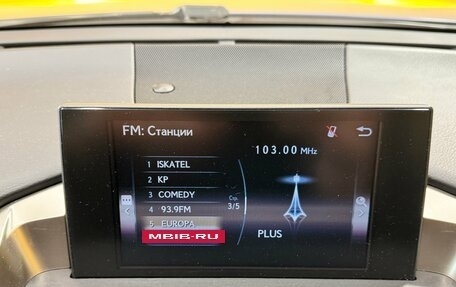 FM: Станции
103.00 MHz
1 ISKATEL
2 KP
3 COMEDY
4 93.9FM
5 EUROPA
Стр.
3/5
PLUS
MBIB-RU